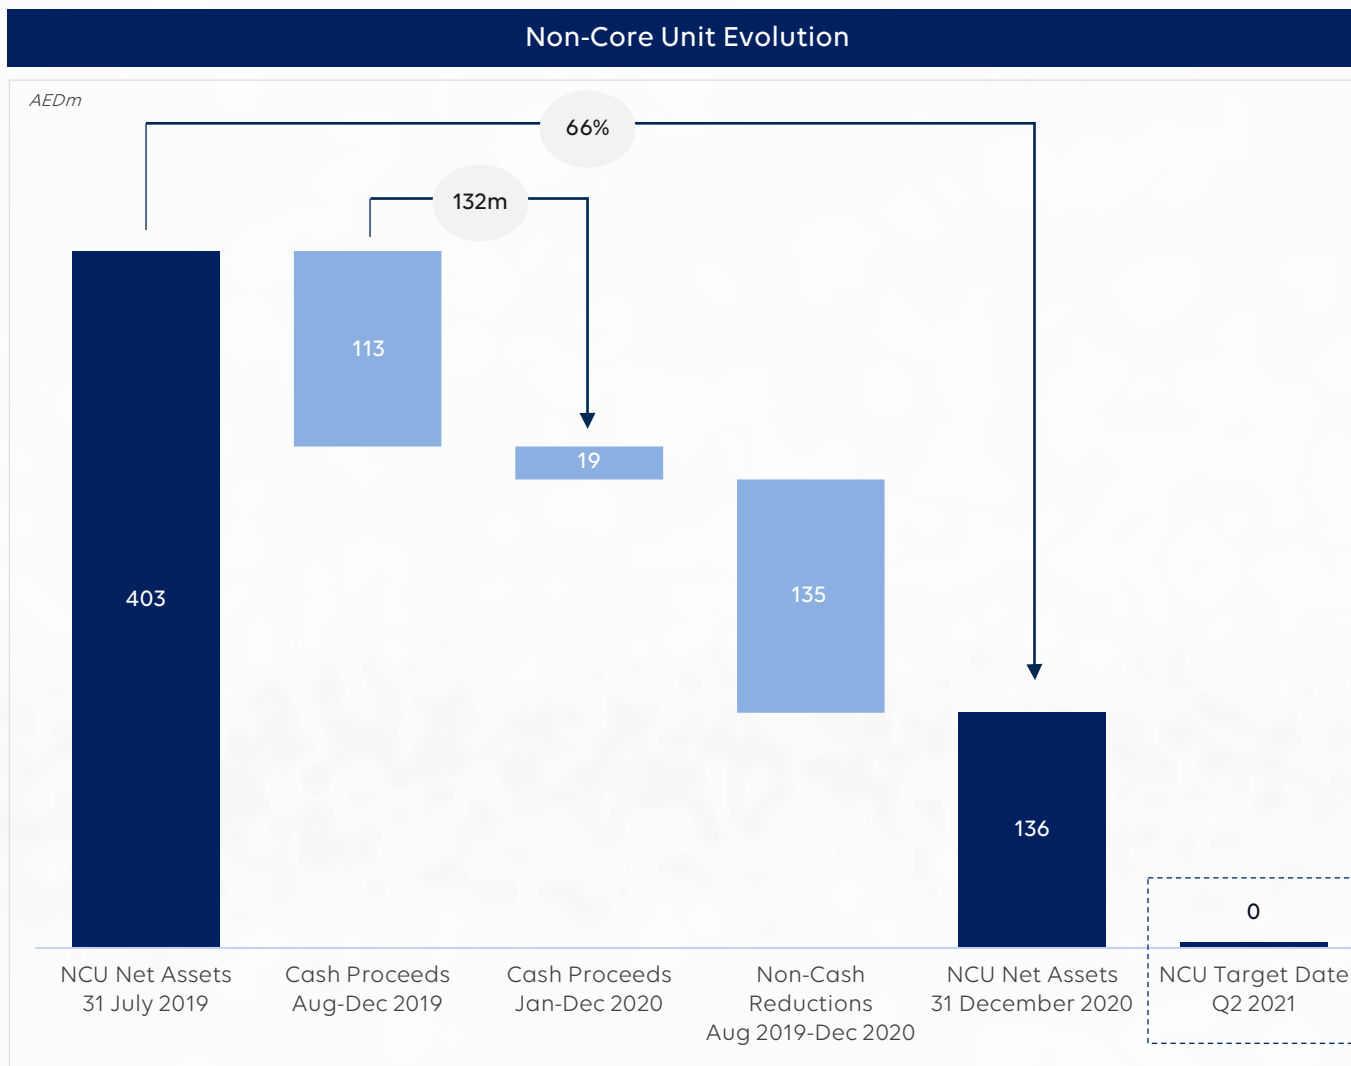 Non-Core Unit Evolution
AEDm
66%
132m
113
19
403
135
136
0
NCU Net Assets
31 July 2019
Cash Proceeds
Aug-Dec 2019
Cash Proceeds
Jan-Dec 2020
Non-Cash
Reductions
Aug 2019-Dec 2020
NCU Net Assets
31 December 2020
NCU Target Date
Q2 2021